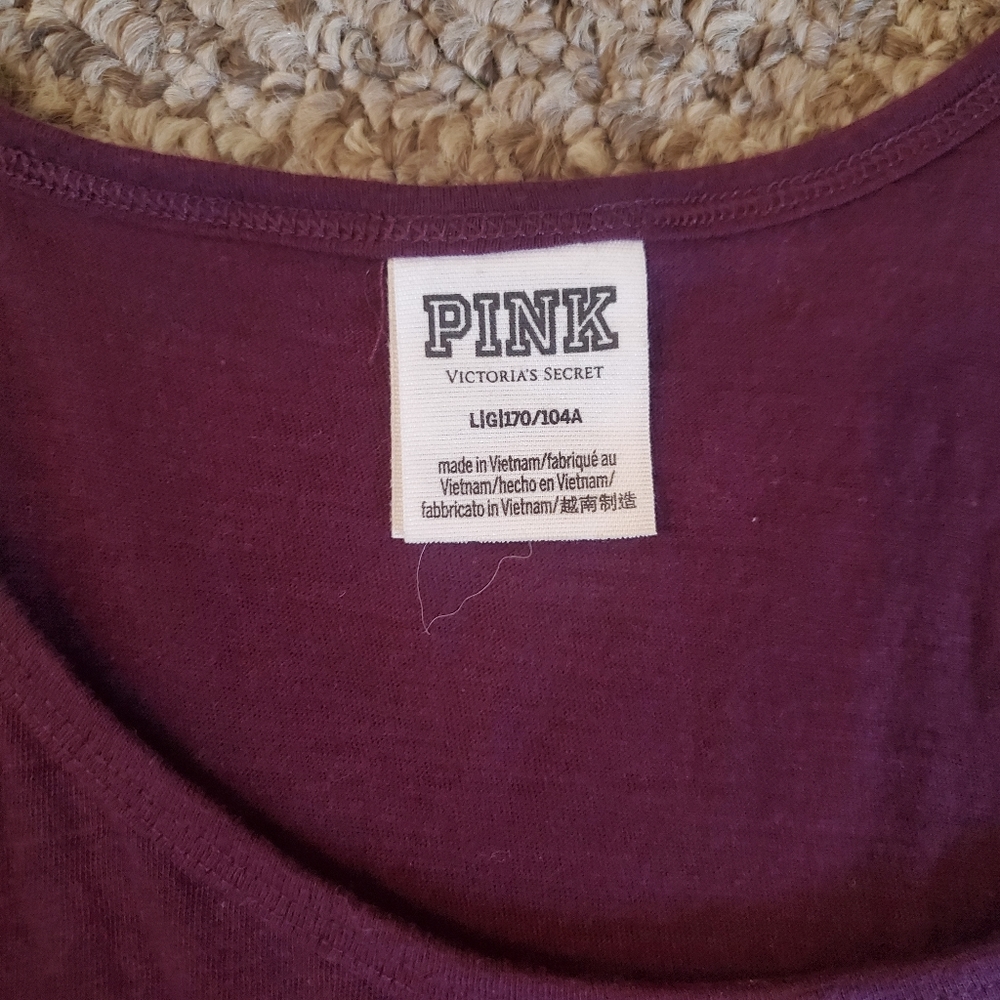 PINK
VICTORIA'S SECRET
L|G|170/104A
made in Vietnam/fabriqué au
Vietnam/hecho en Vietnam/
fabbricato in Vietnam/越南制造